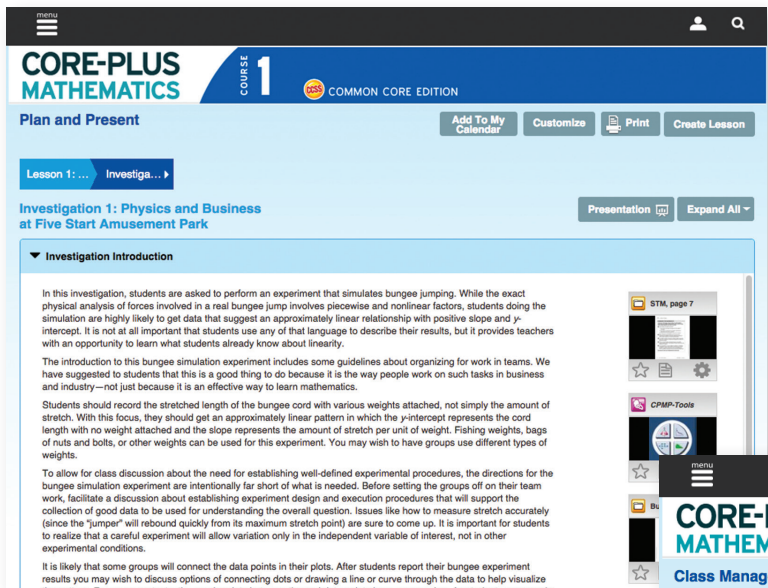 menu
CORE-PLUS
MATHEMATICS
COURSE
1
CCSS
COMMON CORE EDITION
Plan and Present
Add To My
Calendar
Customize
Print
Create Lesson
Lesson 1: ...
Investiga...
Investigation 1: Physics and Business
at Five Start Amusement Park
Presentation
Expand All
Investigation Introduction
In this investigation, students are asked to perform an experiment that simulates bungee jumping. While the exact
physical analysis of forces involved in a real bungee jump involves piecewise and nonlinear factors, students doing the
simulation are highly likely to get data that suggest an approximately linear relationship with positive slope and y-
intercept. It is not at all important that students use any of that language to describe their results, but it provides teachers
with an opportunity to learn what students already know about linearity.
The introduction to this bungee simulation experiment includes some guidelines about organizing for work in teams. We
have suggested to students that this is a good thing to do because it is the way people work on such tasks in business
and industry—not just because it is an effective way to learn mathematics.
Students should record the stretched length of the bungee cord with various weights attached, not simply the amount of
stretch. With this focus, they should get an approximately linear pattern in which the y-intercept represents the cord
length with no weight attached and the slope represents the amount of stretch per unit of weight. Fishing weights, bags
of nuts and bolts, or other weights can be used for this experiment. You may wish to have groups use different types of
weights.
To allow for class discussion about the need for establishing well-defined experimental procedures, the directions for the
bungee simulation experiment are intentionally far short of what is needed. Before setting the groups off on their team
work, facilitate a discussion about establishing experiment design and execution procedures that will support the
collection of good data to be used for understanding the overall question. Issues like how to measure stretch accurately
(since the "jumper" will rebound quickly from its maximum stretch point) are sure to come up. It is important for students
to realize that a careful experiment will allow variation only in the independent variable of interest, not in other
experimental conditions.
It is likely that some groups will connect the data points in their plots. After students report their bungee experiment
results you may wish to discuss options of connecting dots or drawing a line or curve through the data to help visualize
STM, page 7
CPMP-Tools
Bu
menu
CORE-
MATHEM
Class Manag